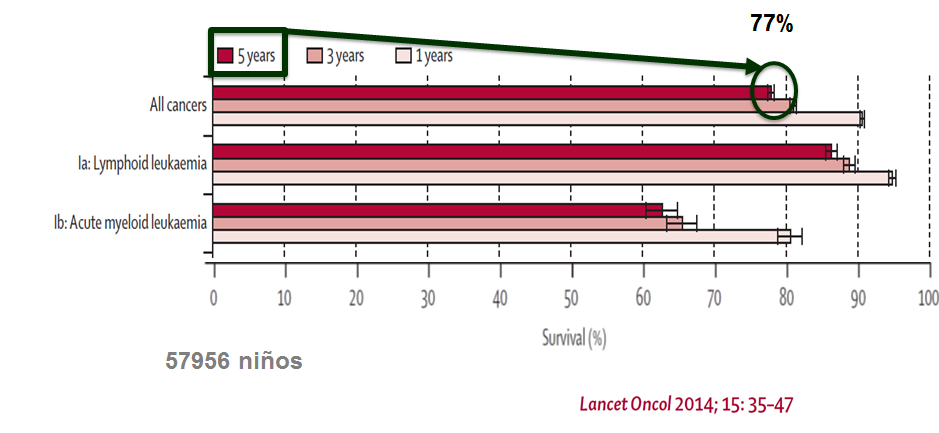 77%
5 years 3 years 1 years
All cancers
Ia: Lymphoid leukaemia
Ib: Acute myeloid leukaemia
0 10 20 30 40 50 60 70 80 90 100
Survival (%)
57956 niños
Lancet Oncol 2014; 15: 35–47